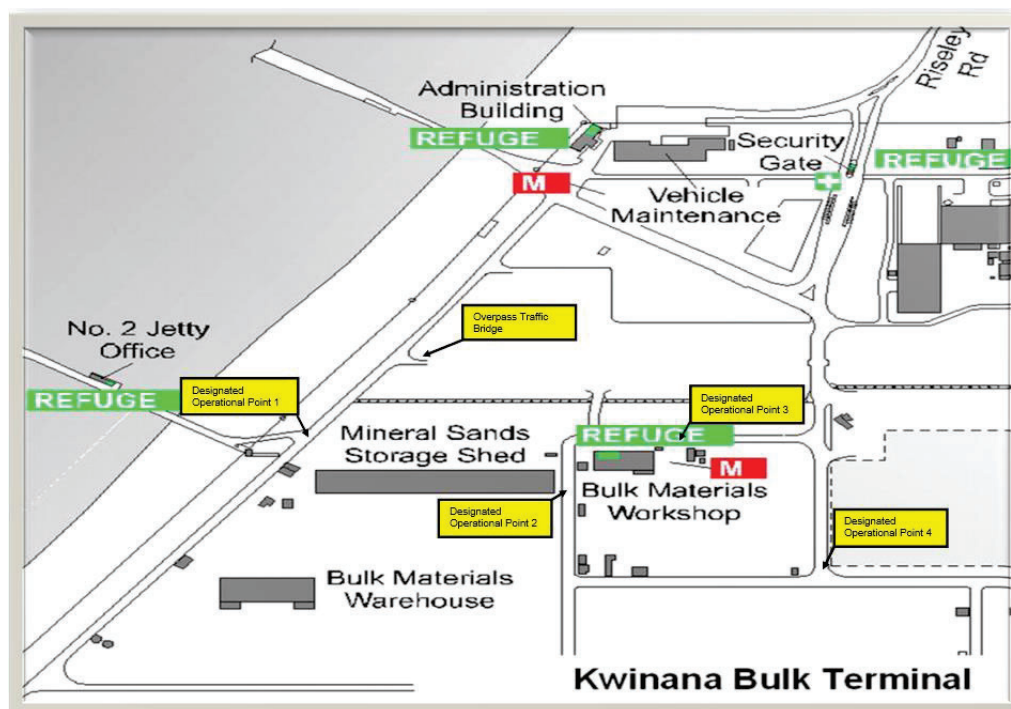 Riseley
Rd
Administration
Building
REFUGE
Security
Gate
REFUGE
M
Vehicle
Maintenance
Overpass Traffic
Bridge
No. 2 Jetty
Office
REFUGE
Designated
Operational Point 1
Designated
Operational Point 3
Mineral Sands
Storage Shed
REFUGE
M
Bulk Materials
Workshop
Designated
Operational Point 2
Designated
Operational Point 4
Bulk Materials
Warehouse
Kwinana Bulk Terminal